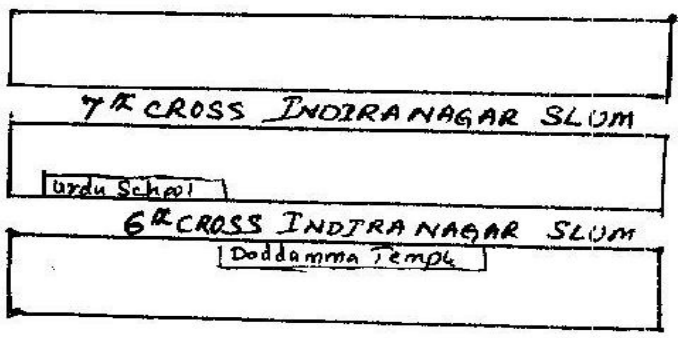 7th CROSS INDIRANAGAR SLUM
Urdu School
6th CROSS INDIRANAGAR SLUM
Doddamma Temple